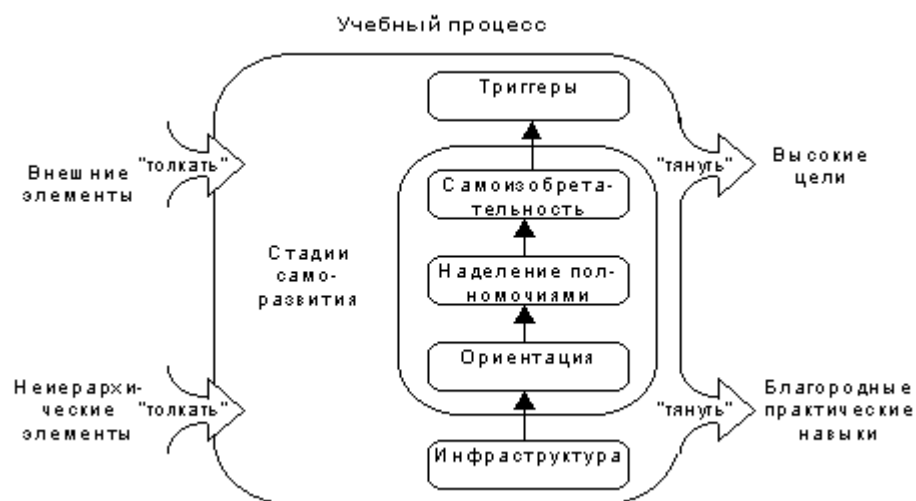 Учебный процесс
Триггеры
"толкать"
"тянуть"
Внешние
элементы
Высокие
цели
Самоизобрета-
тельность
Стадии
само-
развития
Наделение пол-
номочиями
Ориентация
Неиерархи-
ческие
элементы
"толкать"
"тянуть"
Благородные
практические
навыки
Инфраструктура